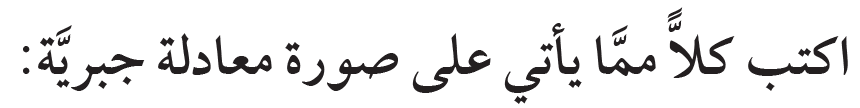 اكتب كلاًّ ممَّا يأتي على صورة معادلة جبريَّة: